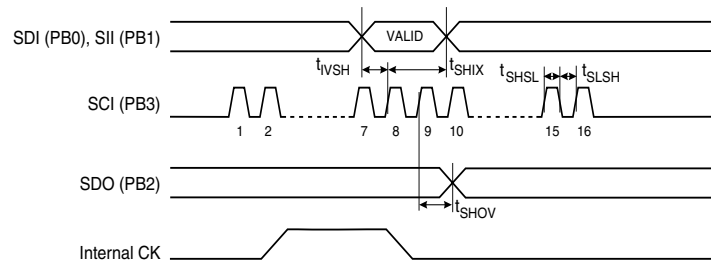 SDI (PB0), SII (PB1)
VALID
tIVSH
tSHIX
tSHSL
tSLSH
SCI (PB3)
1 2 7 8 9 10 15 16
SDO (PB2)
tSHOV
Internal CK